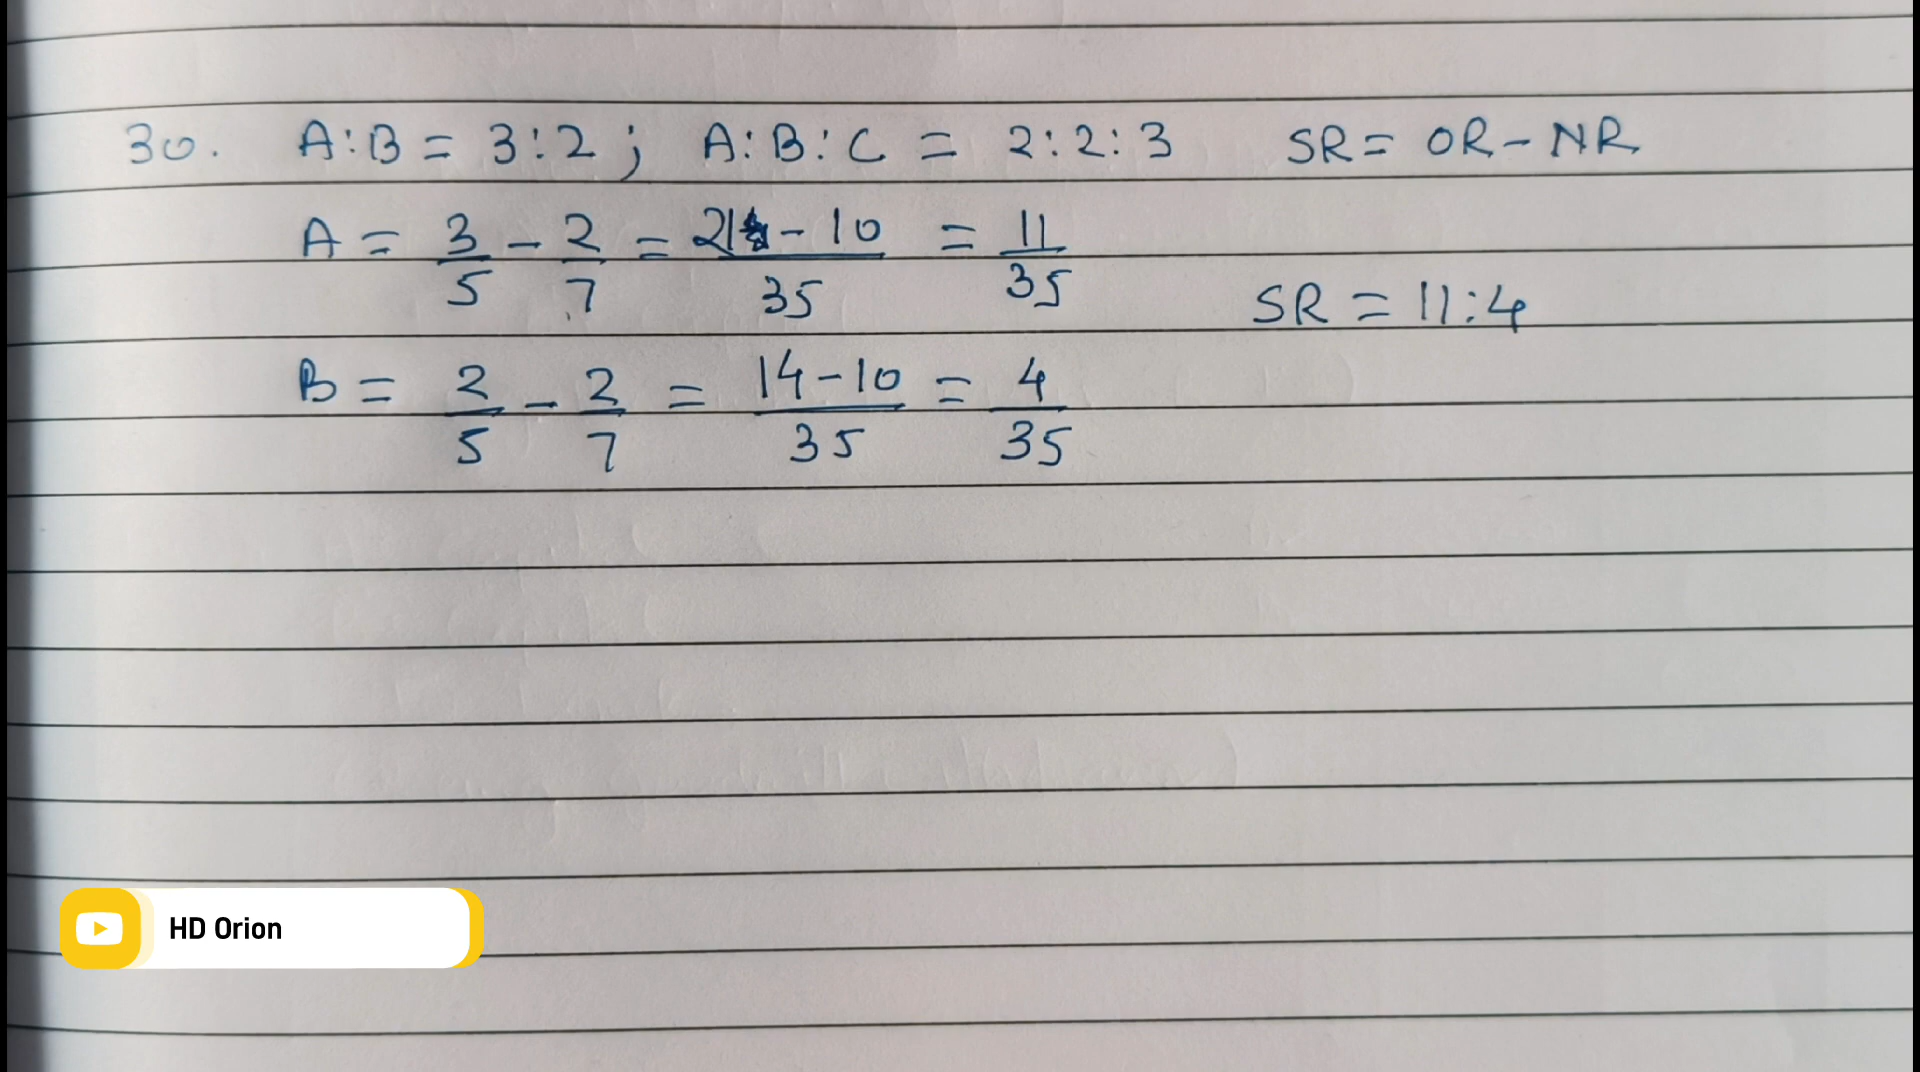 30. A:B = 3:2 ; A:B:C = 2:2:3 SR = OR - NR
A = 3/5 - 2/7 = 21 - 10/35 = 11/35
SR = 11:4
B = 2/5 - 2/7 = 14 - 10/35 = 4/35
HD Orion